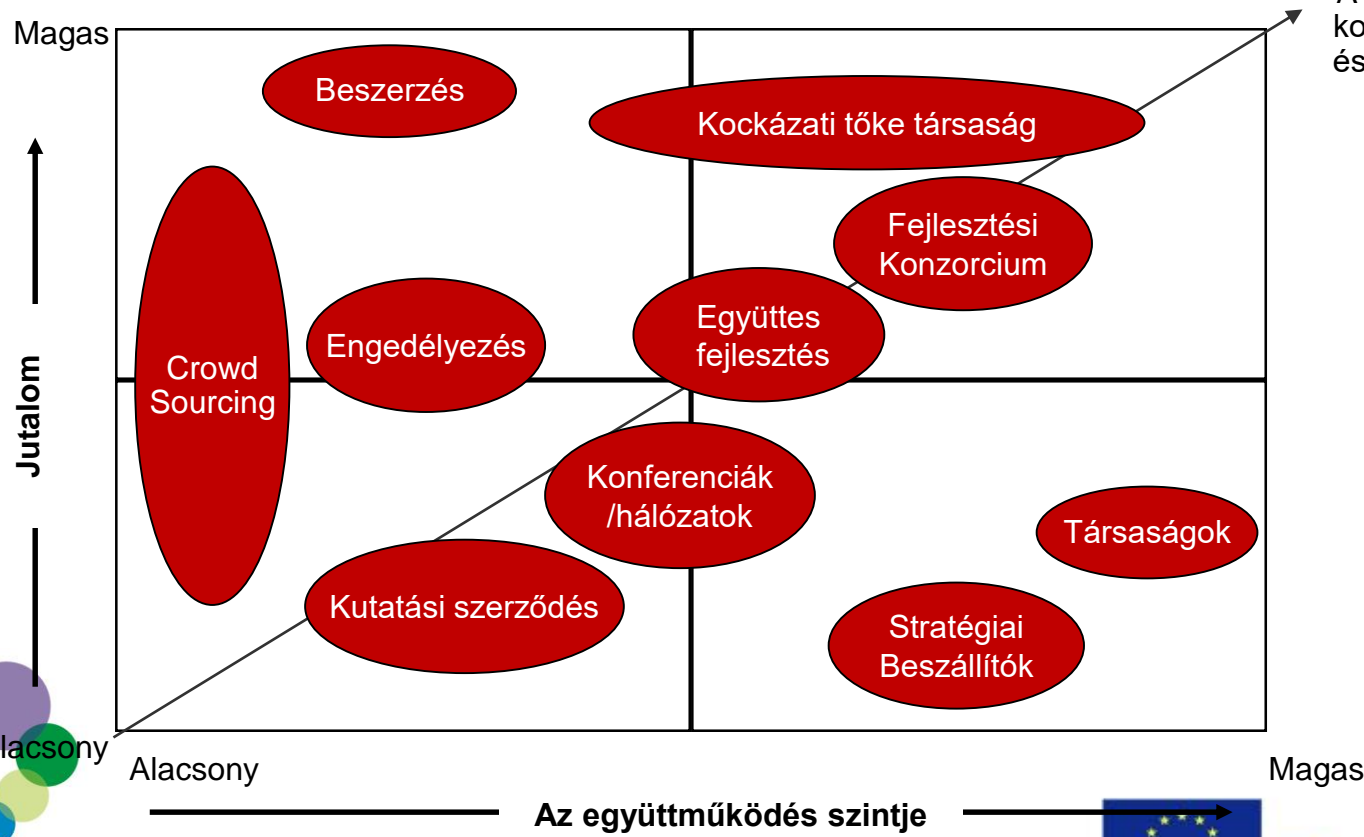 Magas
Beszerzés
Kockázati tőke társaság
Fejlesztési
Konzorcium
Együttes
fejlesztés
Engedélyezés
Crowd
Sourcing
Jutalom
Konferenciák
/hálózatok
Társaságok
Kutatási szerződés
Stratégiai
Beszállítók
lacsony
Alacsony
Magas
Az együttműködés szintje